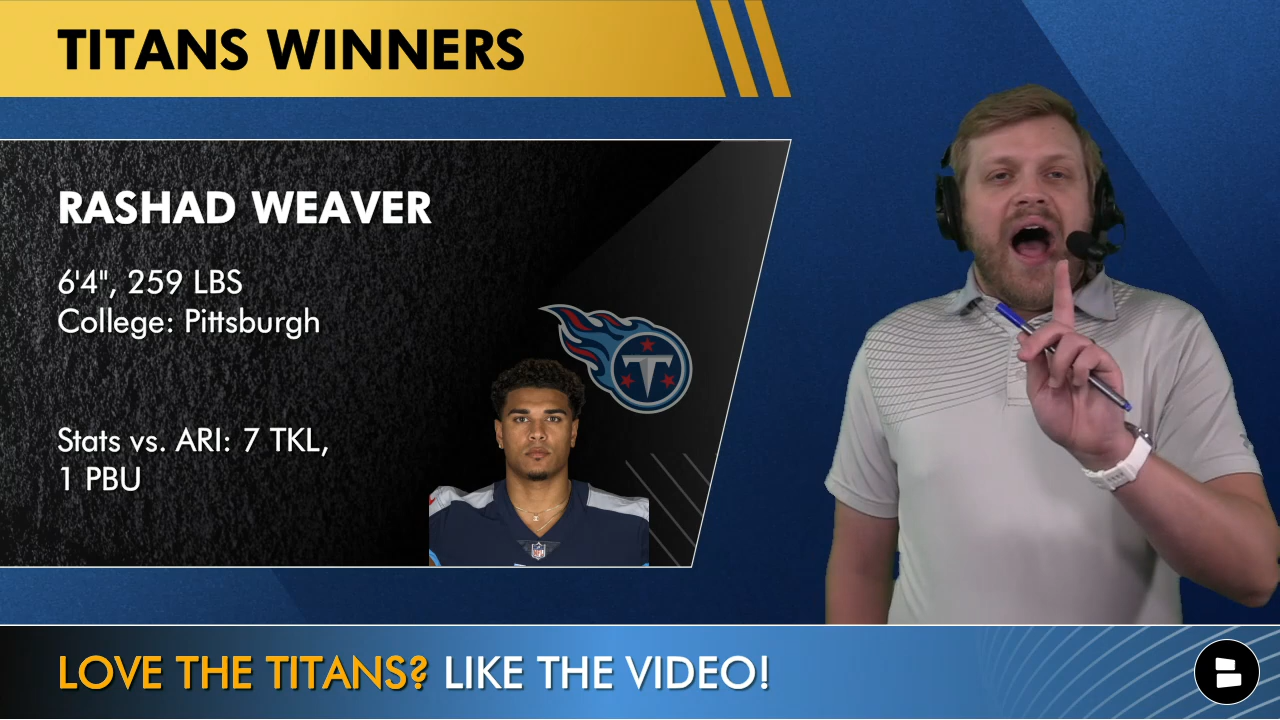 TITANS WINNERS
RASHAD WEAVER
6'4", 259 LBS
College: Pittsburgh
Stats vs. ARI: 7 TKL,
1 PBU
T
NFL
LOVE THE TITANS? LIKE THE VIDEO!